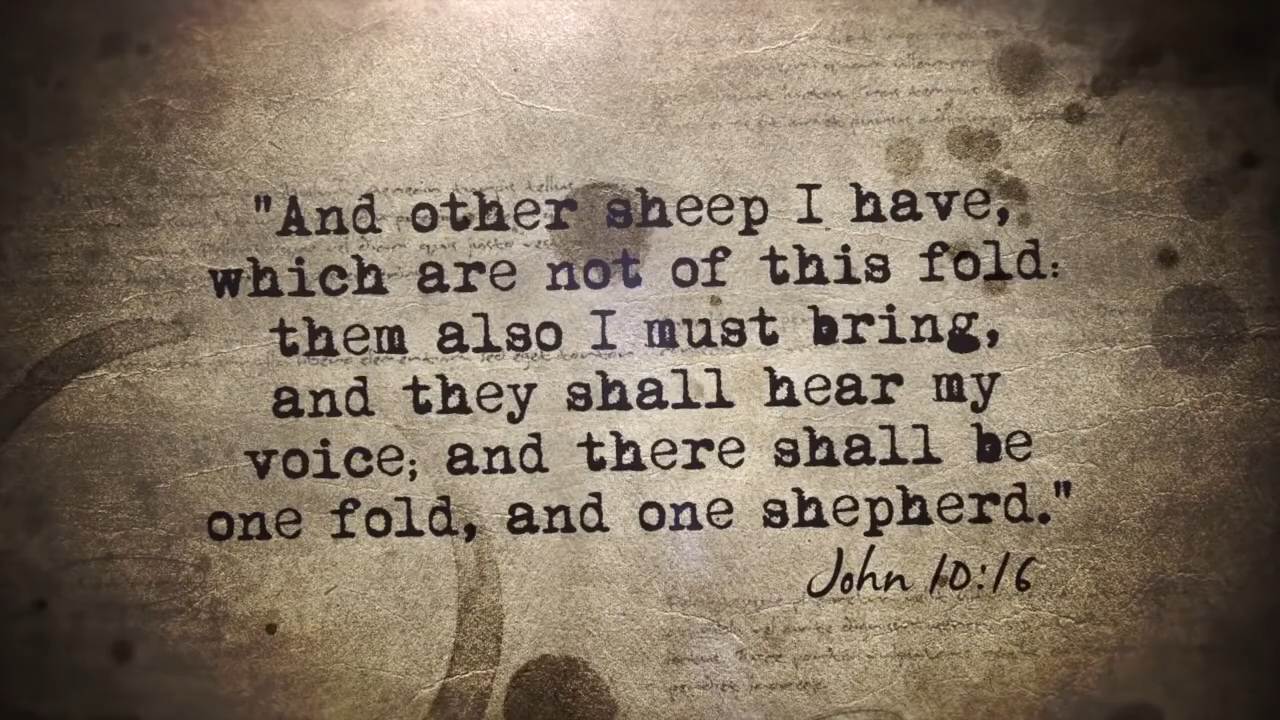 "And other sheep I have,
which are not of this fold:
them also I must bring,
and they shall hear my
voice; and there shall be
one fold, and one shepherd."
John 10:16